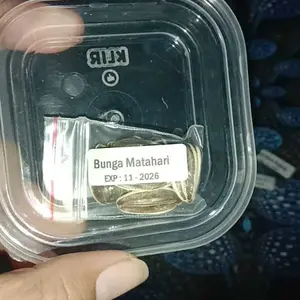 KLIR
Bunga Matahari
EXP : 11 - 2026